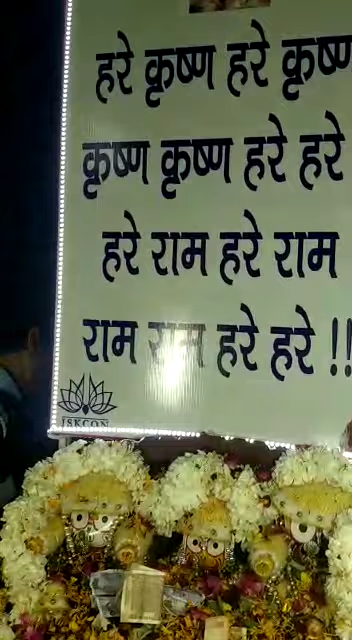 हरे कृष्ण हरे कृष्ण
कृष्ण कृष्ण हरे हरे
हरे राम हरे राम
राम राम हरे हरे !!
ISKCON